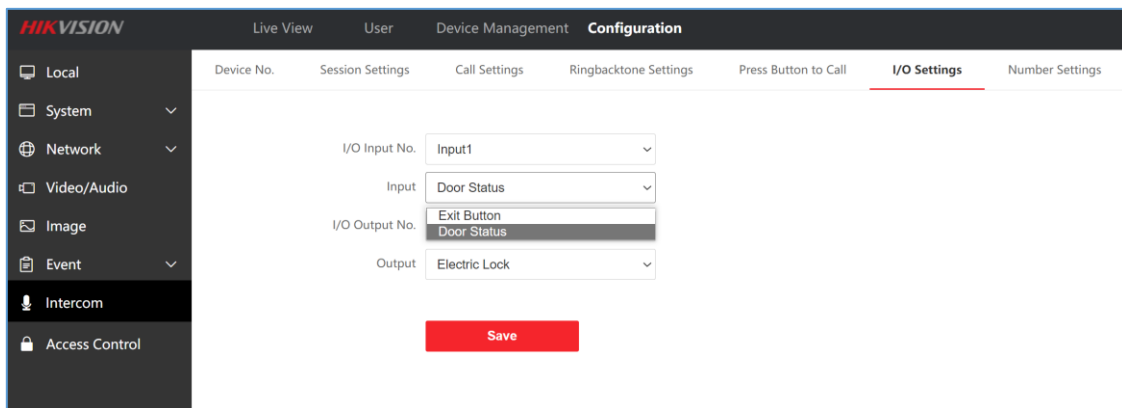 HIKVISION Live View User Device Management Configuration
Local
System
Network
Video/Audio
Image
Event
Intercom
Access Control
Device No. Session Settings Call Settings Ringbacktone Settings Press Button to Call I/O Settings Number Settings
I/O Input No. Input1
Input Door Status
Exit Button
I/O Output No. Door Status
Output Electric Lock
Save